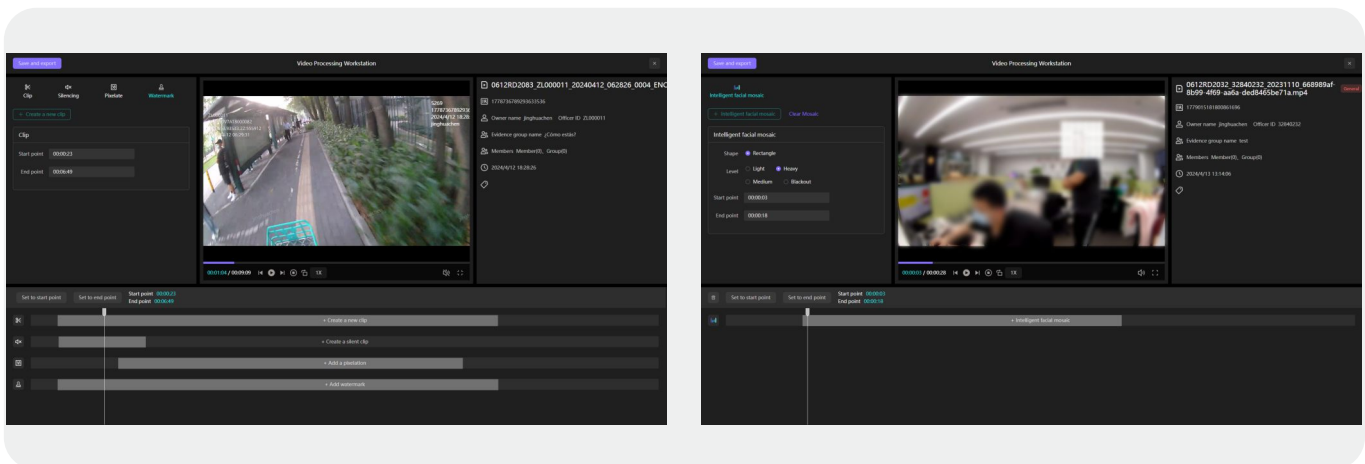 Save and export
Video Processing Workstation
Clip
Silencing
Pixelate
Watermark
+ Create a new clip
Clip
Start point 00:00:23
End point 00:06:49
5269
2024/4/12 18:28
jinghuachen
00:01:04 / 00:09:09
1X
0612RD2083_ZL000011_20240412_062826_0004_ENC
1778736789293633536
Owner name jinghuachen Officer ID ZL000011
Evidence group name ¿Cómo estás?
Members Member(0), Group(0)
2024/4/12 18:28:26
Set to start point
Set to end point
Start point 00:00:23
End point 00:06:49
+ Create a new clip
+ Create a silent clip
+ Add a pixelation
+ Add watermark
Save and export
Video Processing Workstation
Intelligent facial mosaic
+ Intelligent facial mosaic
Clear Mosaic
Intelligent facial mosaic
Shape Rectangle
Level Light Heavy
Medium Blackout
Start point 00:00:03
End point 00:00:18
00:00:03 / 00:00:28
1X
0612RD2032_32840232_20231110_668989af-
8b99-4f69-aa6a-ded8465be71a.mp4
General
Owner name jinghuachen Officer ID 32840232
Evidence group name test
Members Member(0), Group(0)
2024/4/13 13:14:06
Set to start point
Set to end point
Start point 00:00:03
End point 00:00:18
+ Intelligent facial mosaic